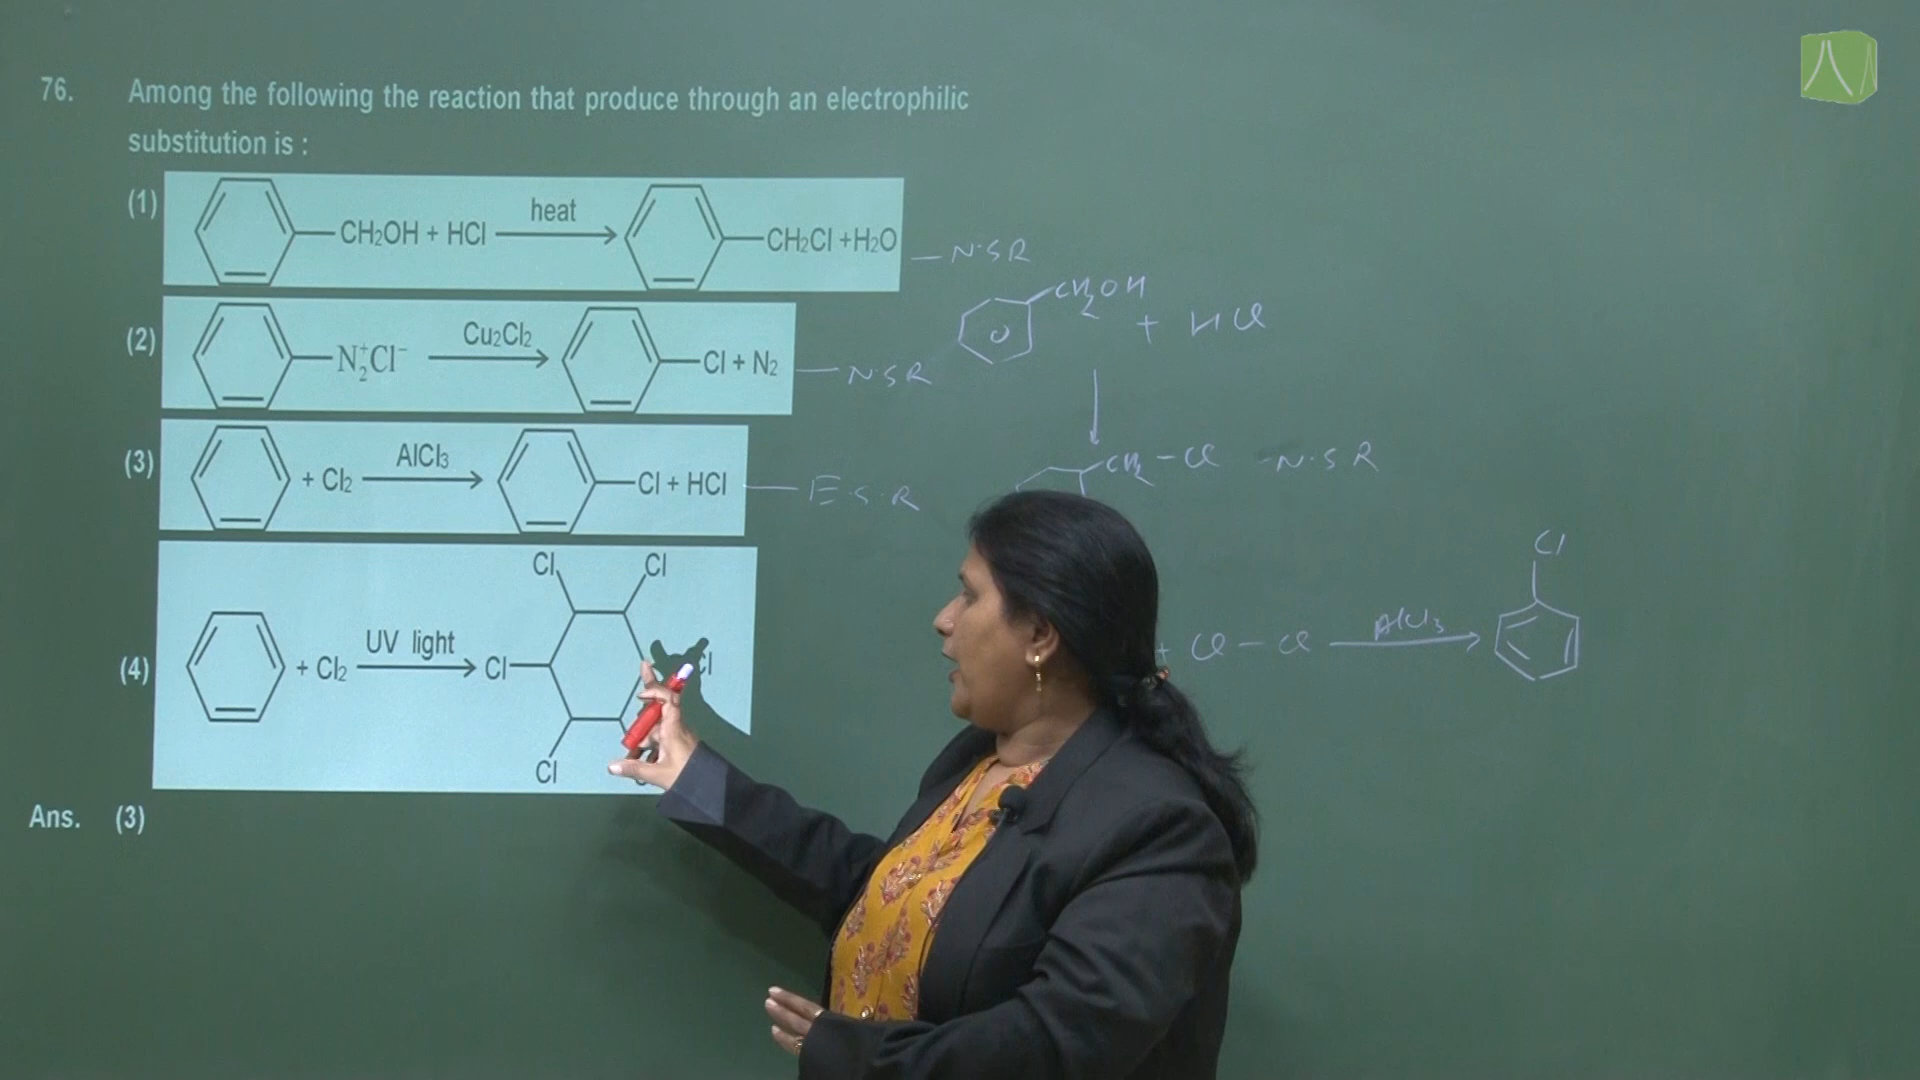 76. Among the following the reaction that produce through an electrophilic
substitution is :
(1) CH₂OH + HCl heat CH₂Cl +H₂O
N·S R
(2) N₂⁺Cl⁻ Cu₂Cl₂ Cl + N₂
N·S R
(3) + Cl₂ AlCl₃ Cl + HCl
E·S·R
(4) + Cl₂ UV light Cl Cl Cl Cl Cl
Ans. (3)
CH₂OH
+ HCl
CH₂ - Cl - N·S R
+ Cl - Cl AlCl₃
Cl